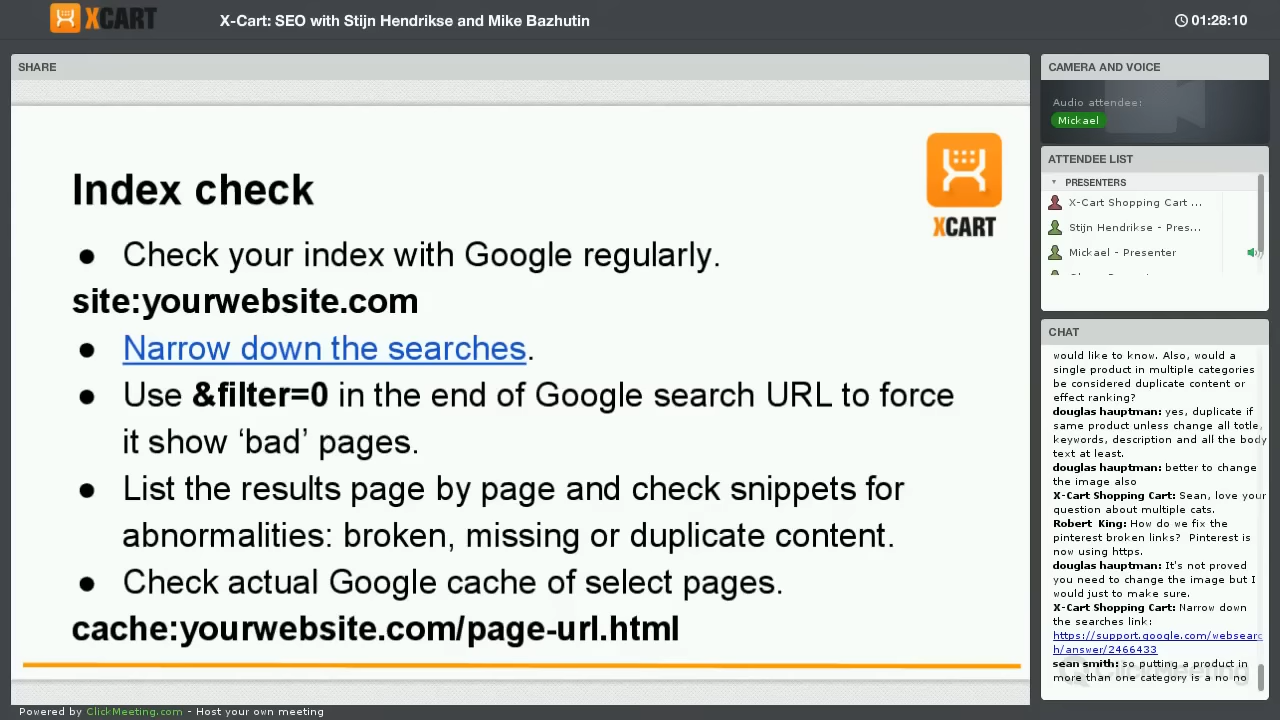 XCART
X-Cart: SEO with Stijn Hendrikse and Mike Bazhutin
01:28:10
SHARE
XCART
Index check
● Check your index with Google regularly.
site:yourwebsite.com
● Narrow down the searches.
● Use &filter=0 in the end of Google search URL to force
it show ‘bad’ pages.
● List the results page by page and check snippets for
abnormalities: broken, missing or duplicate content.
● Check actual Google cache of select pages.
cache:yourwebsite.com/page-url.html
CAMERA AND VOICE
Audio attendee:
Mickael
ATTENDEE LIST
PRESENTERS
X-Cart Shopping Cart ...
Stijn Hendrikse - Pres...
Mickael - Presenter
CHAT
would like to know. Also, would a
single product in multiple categories
be considered duplicate content or
effect ranking?
douglas hauptman: yes, duplicate if
same product unless change all totle,
keywords, description and all the body
text at least.
douglas hauptman: better to change
the image also
X-Cart Shopping Cart: Sean, love your
question about multiple cats.
Robert King: How do we fix the
pinterest broken links? Pinterest is
now using https.
douglas hauptman: It's not proved
you need to change the image but I
would just to make sure.
X-Cart Shopping Cart: Narrow down
the searches link:
https://support.google.com/websearc
h/answer/2466433
sean smith: so putting a product in
more than one category is a no no
Powered by ClickMeeting.com - Host your own meeting